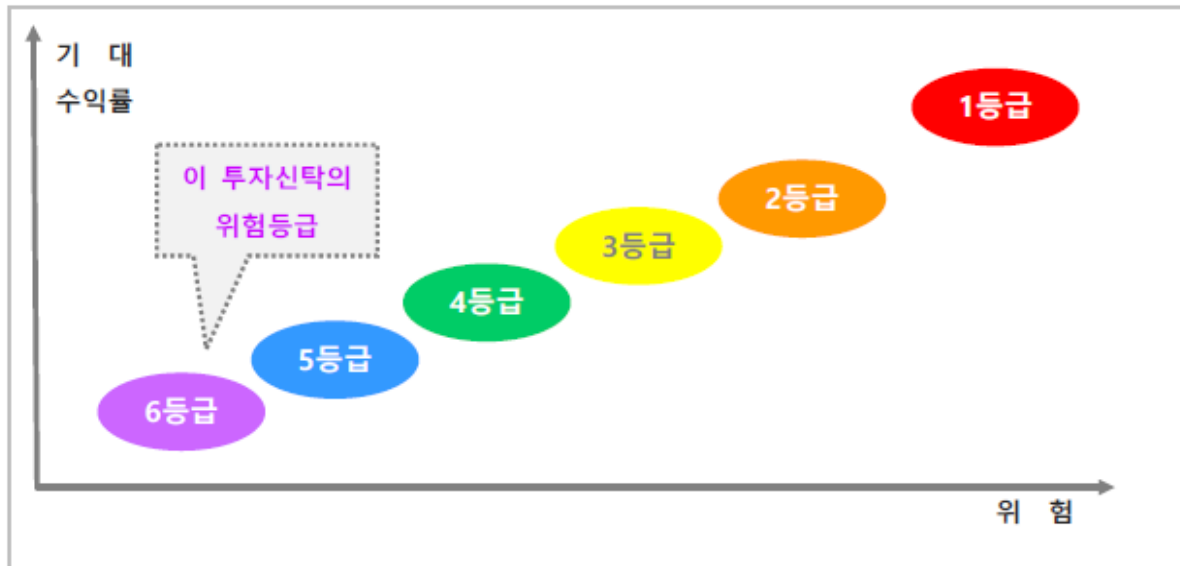 기 대
수익률
1등급
이 투자신탁의
위험등급
2등급
3등급
4등급
5등급
6등급
위 험